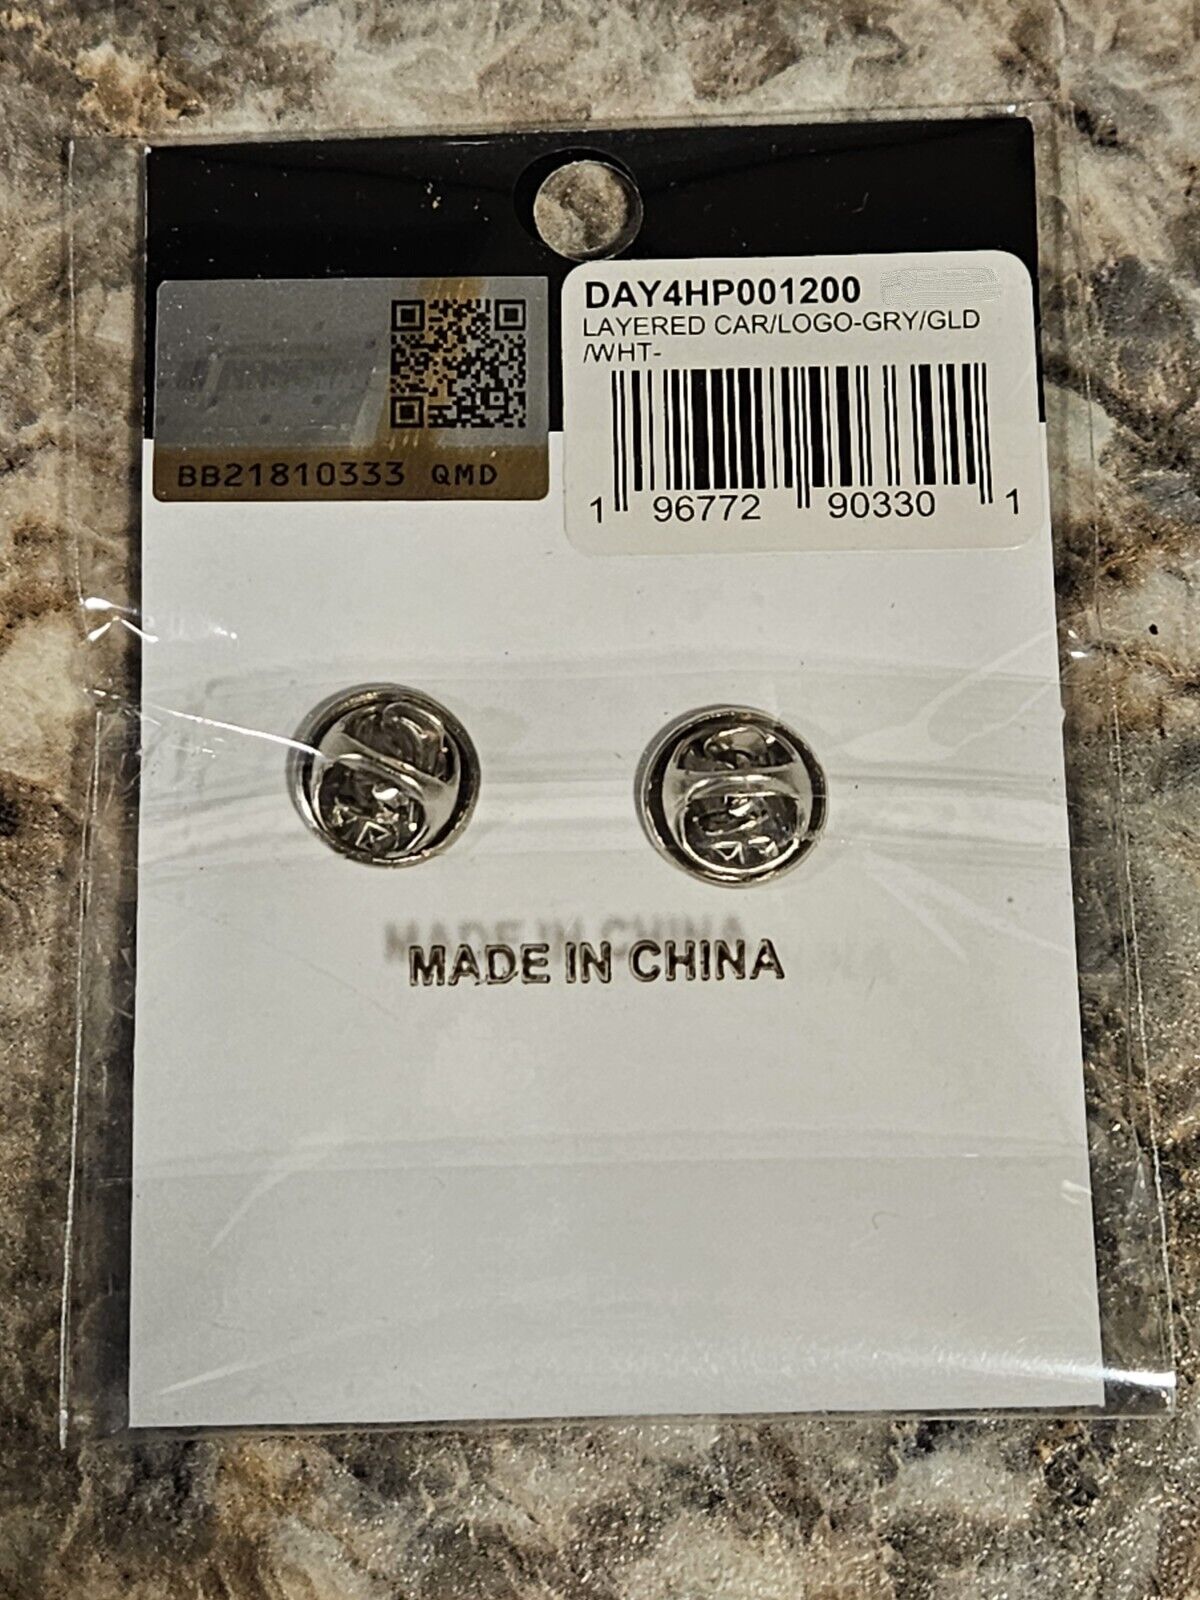 DAY4HP001200
LAYERED CAR/LOGO-GRY/GLD
/WHT-
BB21810333 QMD
1 96772 90330 1
MADE IN CHINA